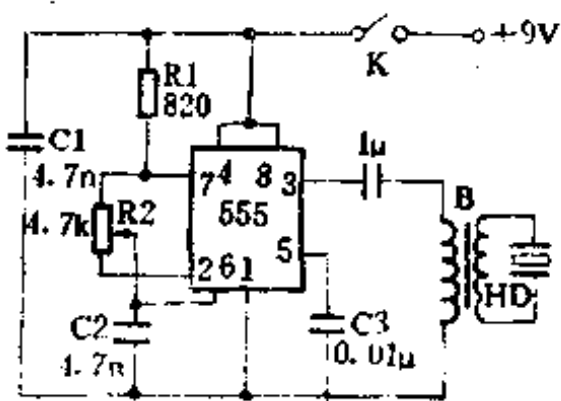 +9V
K
R1
820
C1
4.7n
1μ
7 4 8 3
555
B
4.7k
R2
5
2 6 1
HD
C2
4.7n
C3
0.01μ